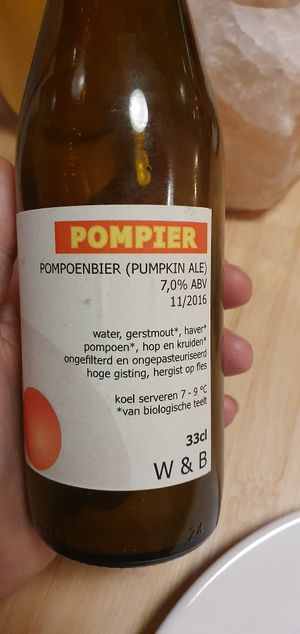 POMPIER
POMPOENBIER (PUMPKIN ALE)
7,0% ABV
11/2016
water, gerstmout*, haver*
pompoen*, hop en kruiden*
ongefilterd en ongepasteuriseerd
hoge gisting, hergist op fles
koel serveren 7 - 9 °C
*van biologische teelt
33cl
W & B
24